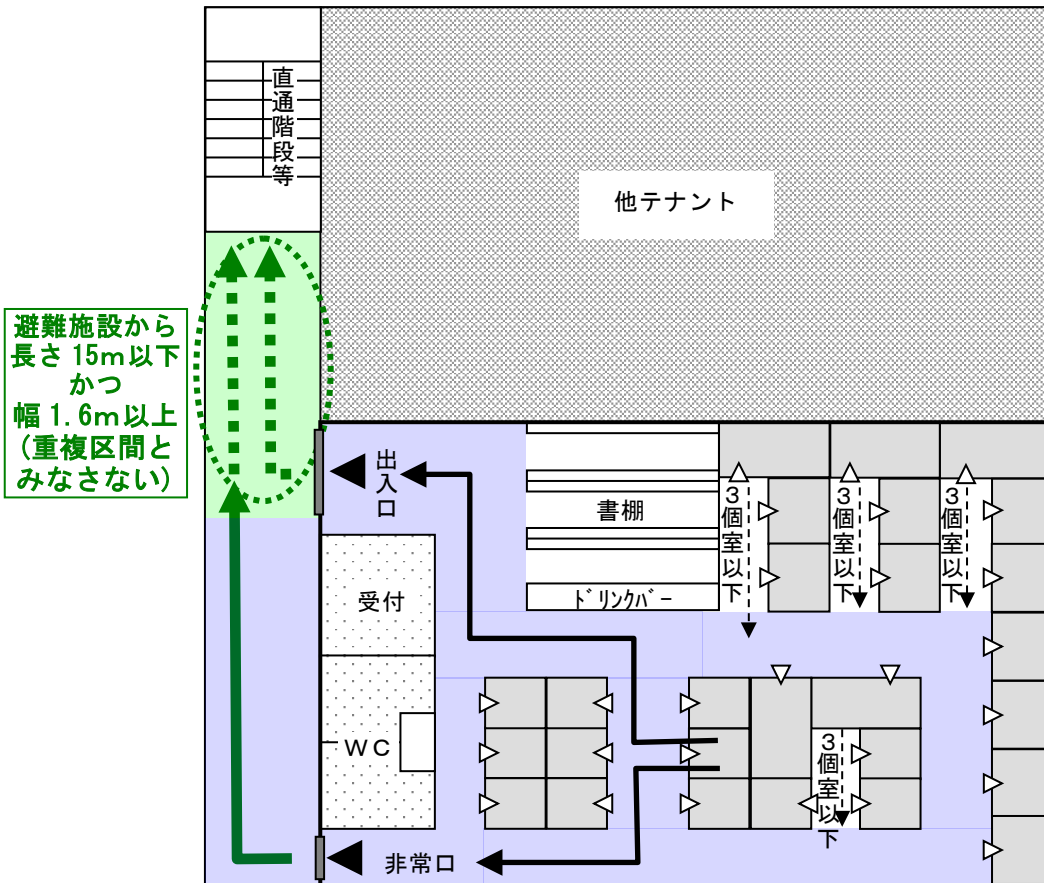 直通階段等
他テナント
避難施設から
長さ15m以下
かつ
幅1.6m以上
(重複区間と
みなさない)
出入口
書棚
3個室以下
3個室以下
3個室以下
ﾄﾞﾘﾝｸﾊﾞｰ
受付
WC
3個室以下
非常口